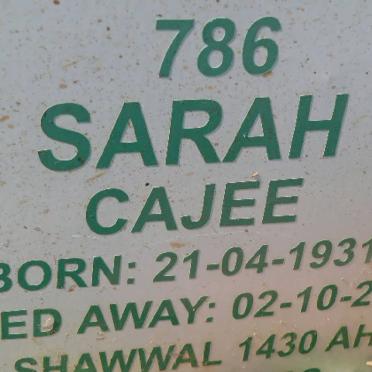 786
SARAH
CAJEE
BORN: 21-04-1931
ED AWAY: 02-10-2
SHAWWAL 1430 AH